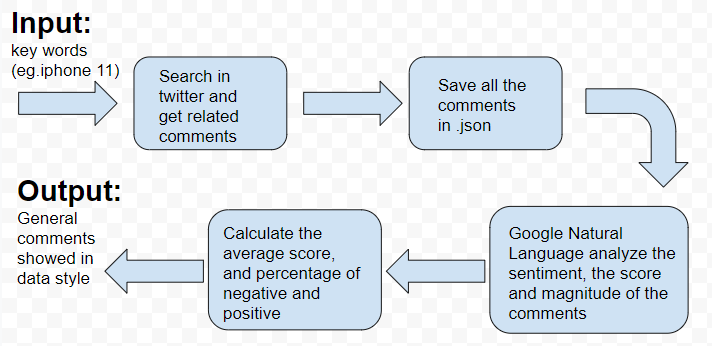 Input:
key words
(eg.iphone 11)
Search in
twitter and
get related
comments
Save all the
comments
in .json
Google Natural
Language analyze the
sentiment, the score
and magnitude of the
comments
Calculate the
average score,
and percentage of
negative and
positive
Output:
General
comments
showed in
data style